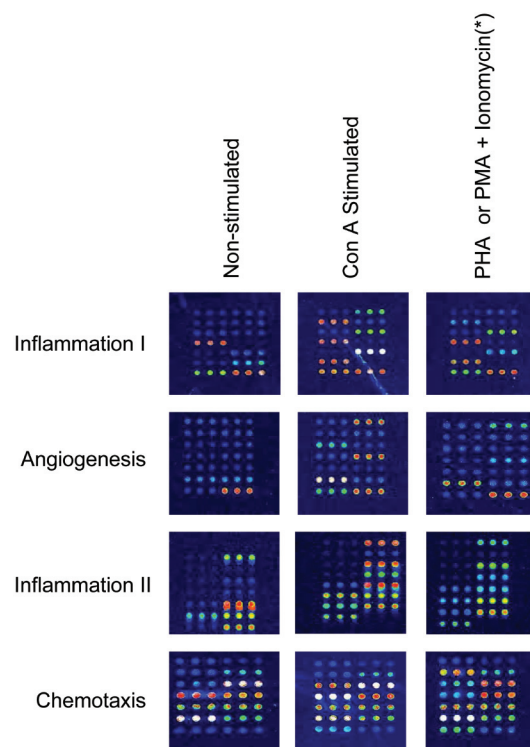 Non-stimulated
Con A Stimulated
PHA or PMA + Ionomycin(*)
Inflammation I
Angiogenesis
Inflammation II
Chemotaxis